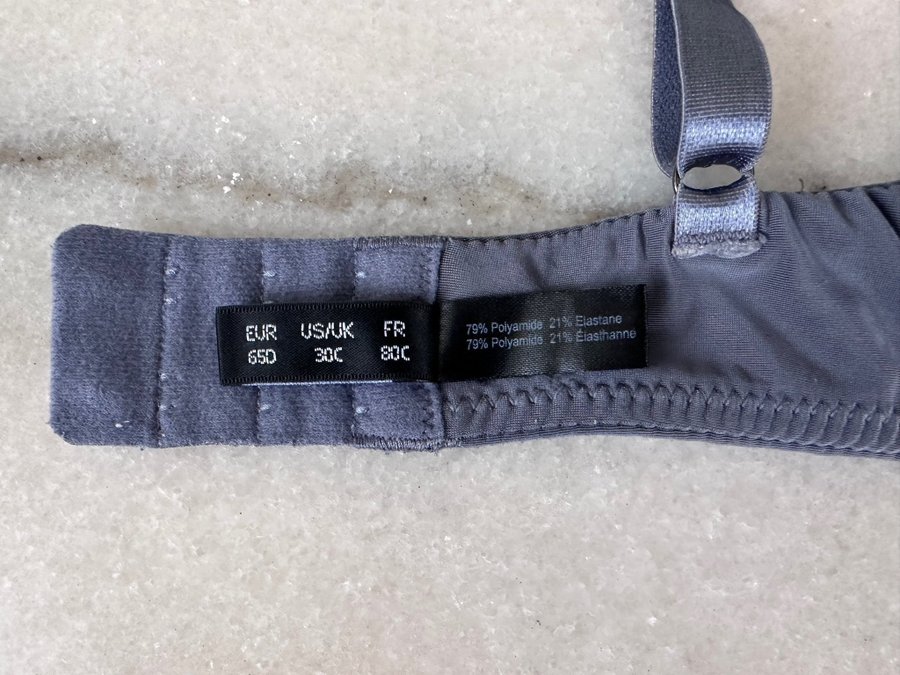 EUR US/UK FR
65D 30C 80C
79% Polyamide 21% Elastane
79% Polyamide 21% Élasthanne